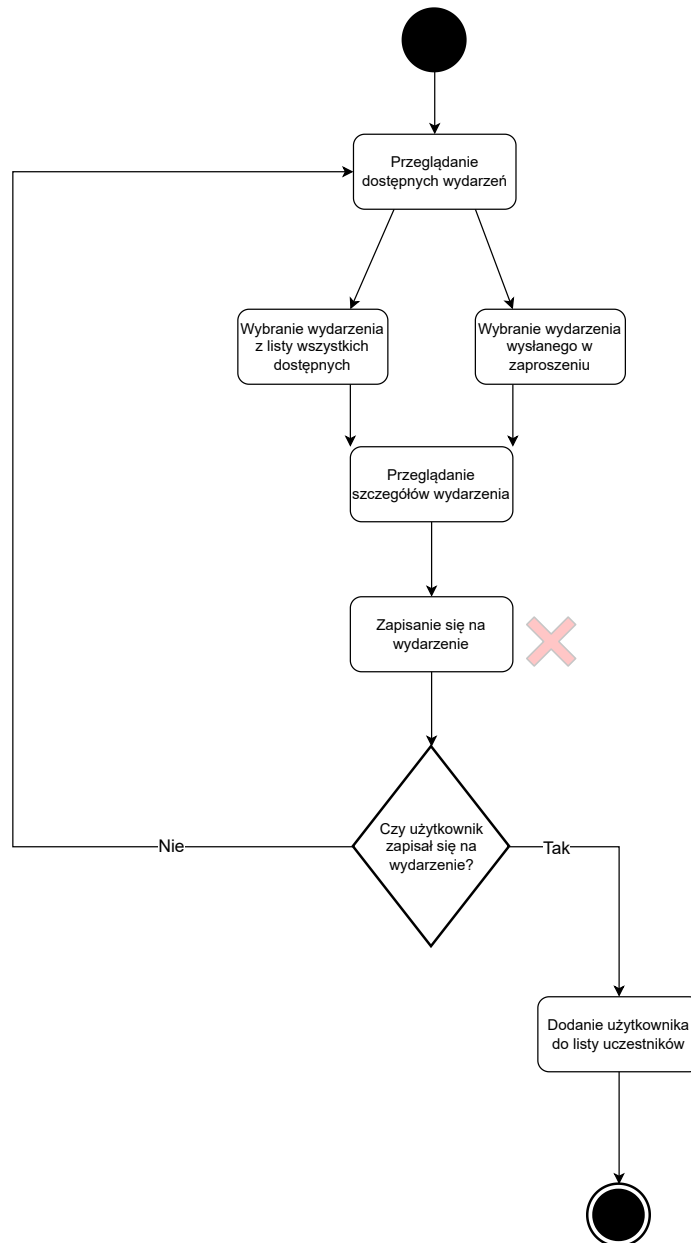 Przeglądanie
dostępnych wydarzeń
Wybranie wydarzenia
z listy wszystkich
dostępnych
Wybranie wydarzenia
wysłanego w
zaproszeniu
Przeglądanie
szczegółów wydarzenia
Zapisanie się na
wydarzenie
Czy użytkownik
zapisał się na
wydarzenie?
Nie
Tak
Dodanie użytkownika
do listy uczestników